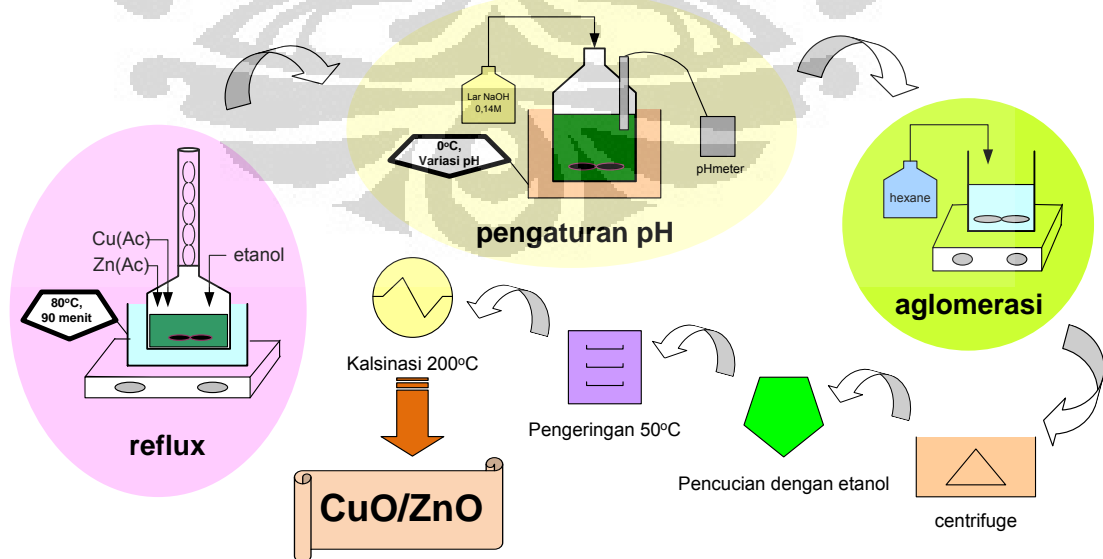 Cu(Ac)
Zn(Ac)
etanol
80°C,
90 menit
reflux
Lar NaOH
0,14M
0°C,
Variasi pH
pHmeter
pengaturan pH
hexane
aglomerasi
centrifuge
Pencucian dengan etanol
Pengeringan 50°C
Kalsinasi 200°C
CuO/ZnO